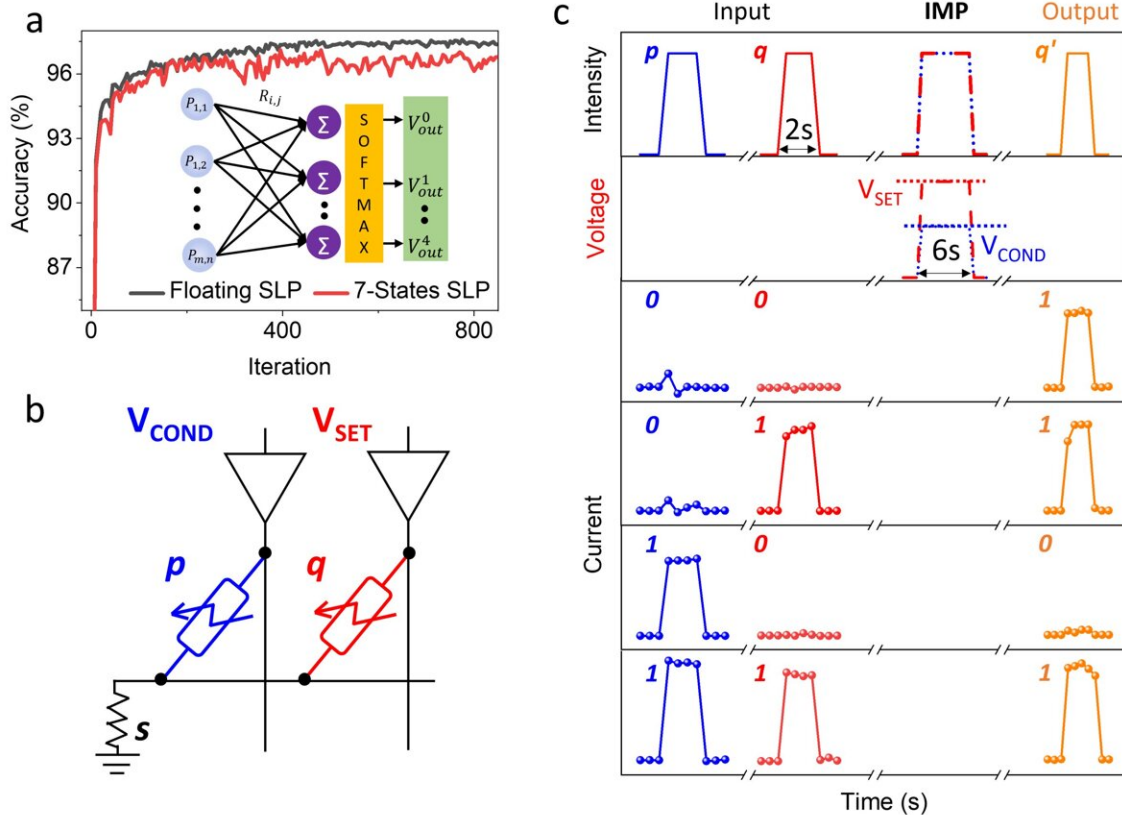 a
Accuracy (%)
96
93
90
87
0
400
800
Iteration
P1,1
P1,2
Pm,n
Ri,j
Σ
Σ
Σ
SOFTMAX
V0out
V1out
V4out
Floating SLP
7-States SLP
b
VCOND
VSET
p
q
s
c
Input
IMP
Output
Intensity
p
q
q'
2s
Voltage
VSET
VCOND
6s
Current
0 0 1
0 1 1
1 0 0
1 1 1
Time (s)